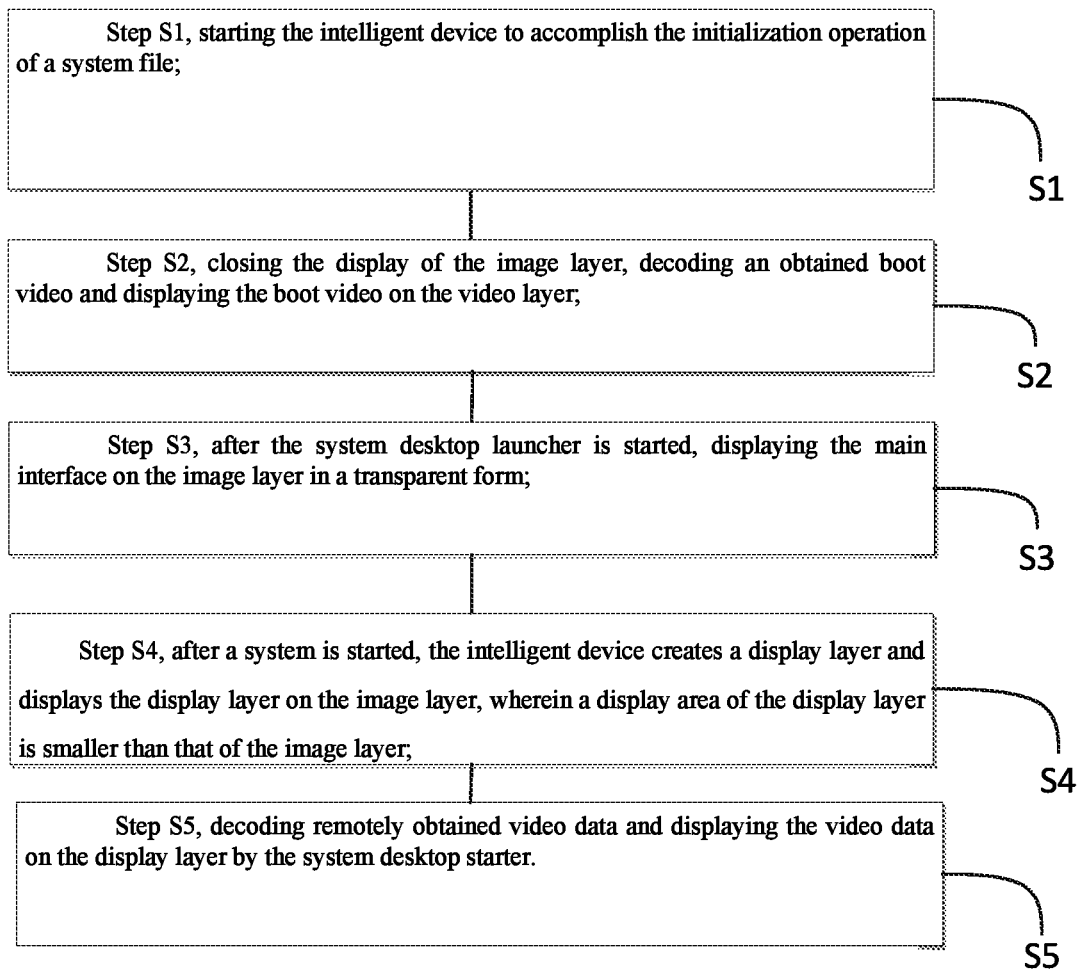 Step S1, starting the intelligent device to accomplish the initialization operation
of a system file;
S1
Step S2, closing the display of the image layer, decoding an obtained boot
video and displaying the boot video on the video layer;
S2
Step S3, after the system desktop launcher is started, displaying the main
interface on the image layer in a transparent form;
S3
Step S4, after a system is started, the intelligent device creates a display layer and
displays the display layer on the image layer, wherein a display area of the display layer
is smaller than that of the image layer;
S4
Step S5, decoding remotely obtained video data and displaying the video data
on the display layer by the system desktop starter.
S5